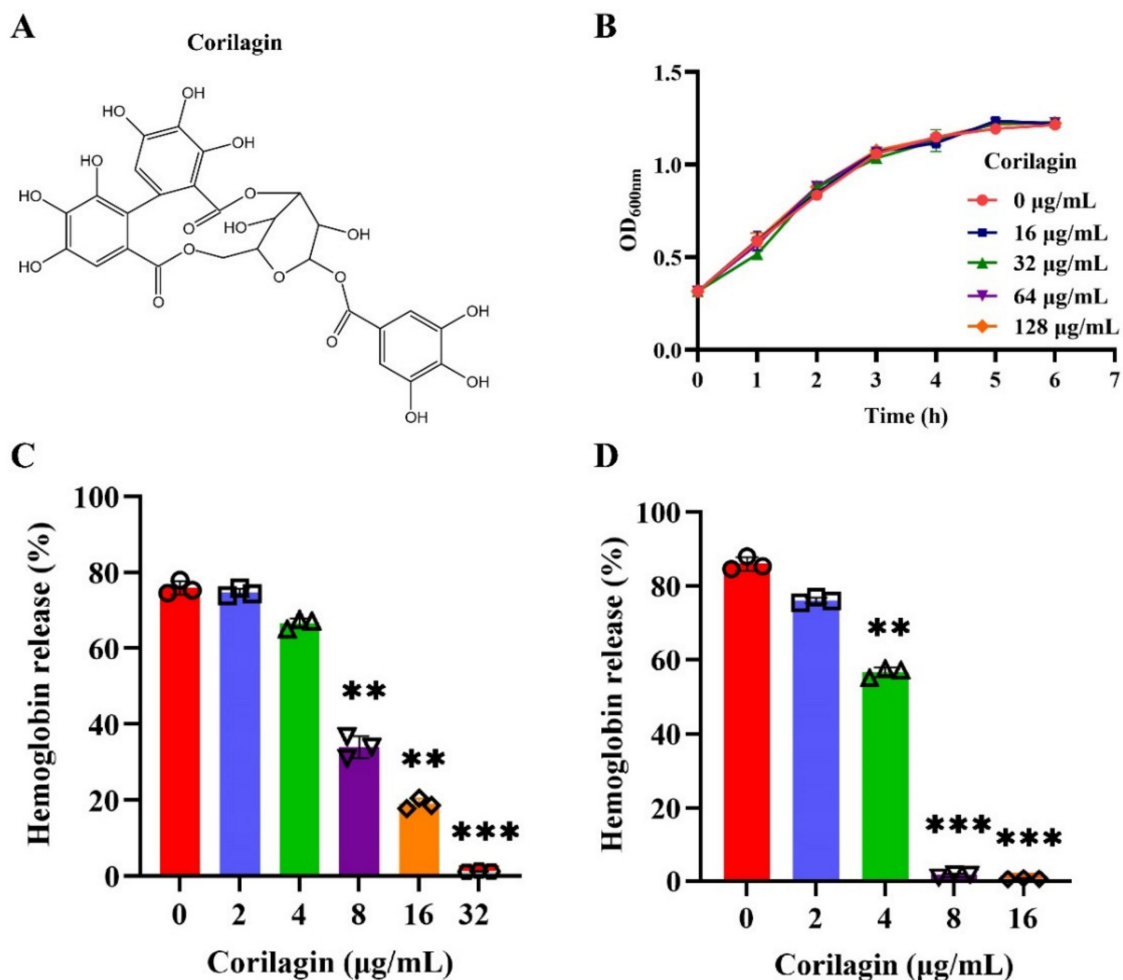 A
Corilagin
HO
OH
OH
HO
OH
HO
HO
HO
O
O
HO
OH
O
O
O
O
O
O
OH
OH
OH
B
1.5
1.0
0.5
0.0
OD600nm
0 1 2 3 4 5 6 7
Time (h)
Corilagin
0 μg/mL
16 μg/mL
32 μg/mL
64 μg/mL
128 μg/mL
C
100
80
60
40
20
0
Hemoglobin release (%)
**
**
***
0 2 4 8 16 32
Corilagin (μg/mL)
D
100
80
60
40
20
0
Hemoglobin release (%)
**
***
***
0 2 4 8 16
Corilagin (μg/mL)